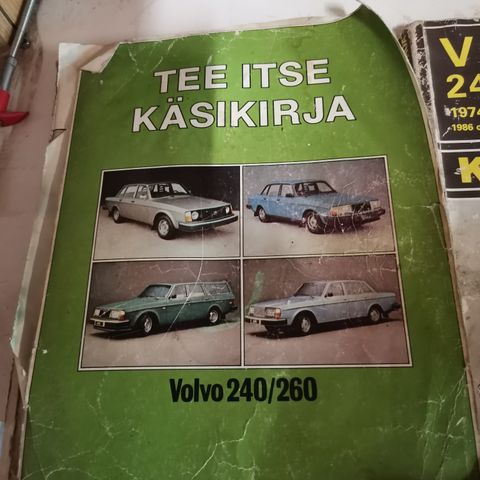 TEE ITSE
KÄSIKIRJA
Volvo 240/260
V
24
1974
1986
K